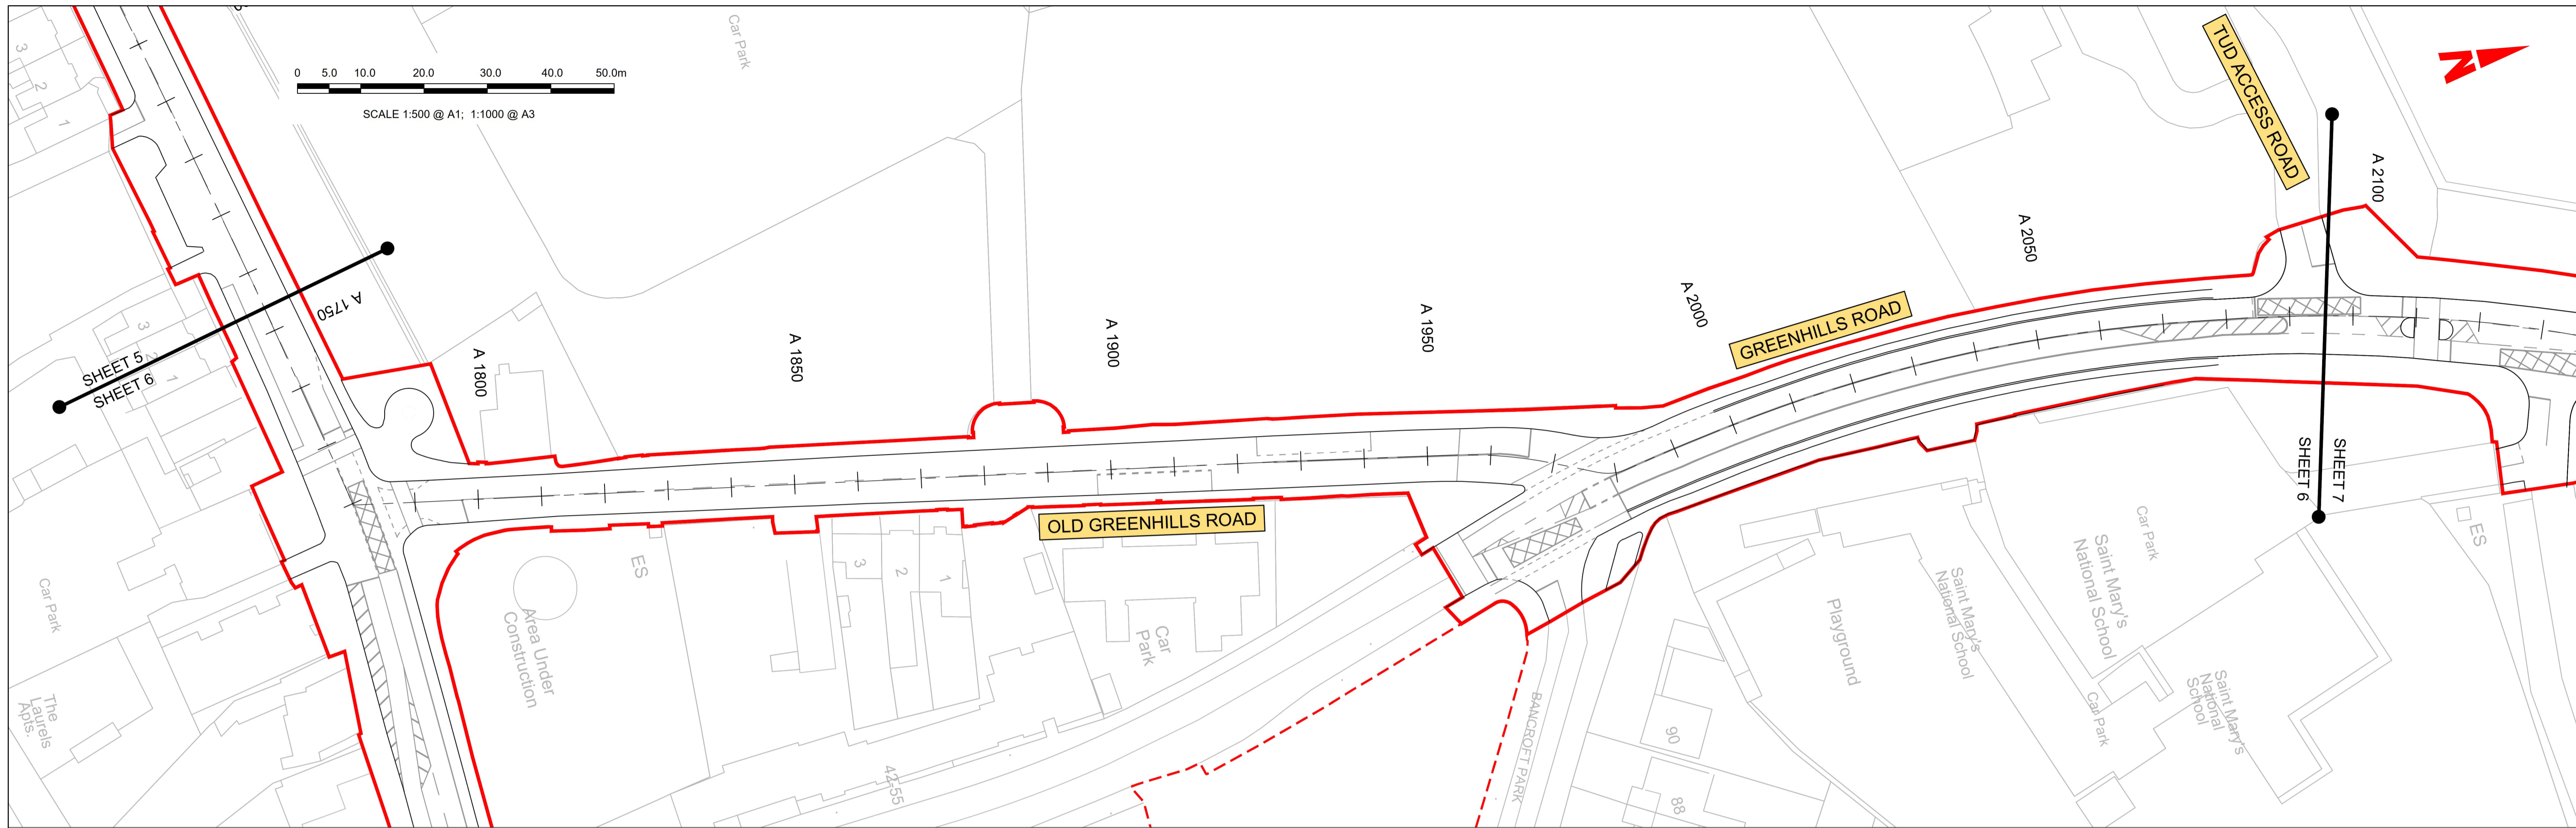 Car Park
0 5.0 10.0 20.0 30.0 40.0 50.0m
SCALE 1:500 @ A1; 1:1000 @ A3
3
2
1
TUD ACCESS ROAD
N
A 2100
A 2050
A 2000
A 1950
A 1900
A 1850
A 1800
A 1750
GREENHILLS ROAD
SHEET 5
SHEET 6
3
2
1
SHEET 6
SHEET 7
OLD GREENHILLS ROAD
ES
3
2
1
Car
Park
Area Under
Construction
Car Park
The
Laurels
Apts.
42-55
BANCROFT PARK
90
88
Playground
Saint Mary's
National School
Saint Mary's
National School
Car Park
Car Park
Saint Mary's
National
School
ES